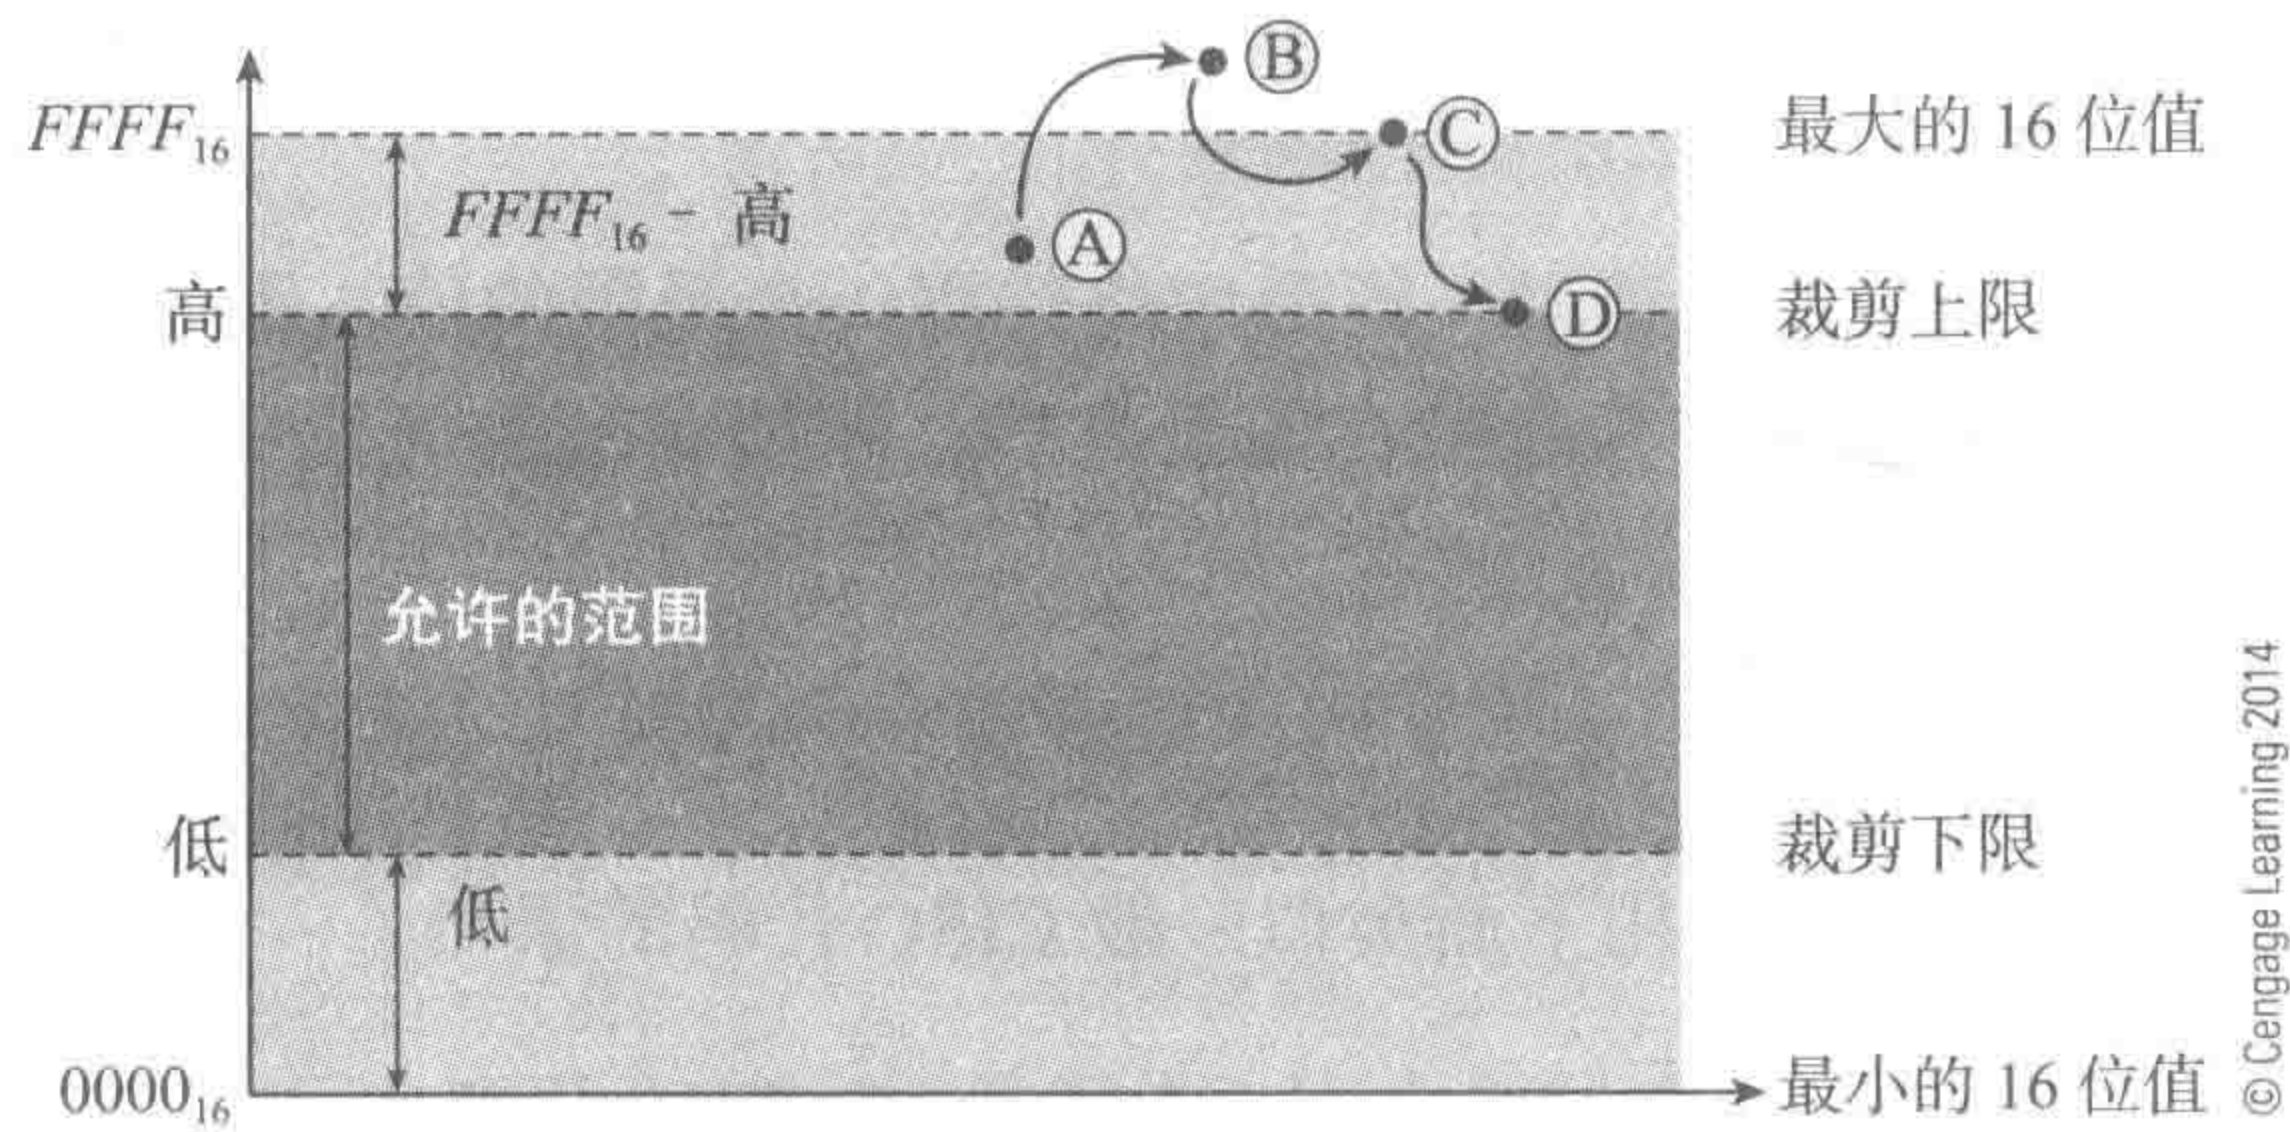 Ⓑ
FFFF₁₆
Ⓒ
最大的 16 位值
FFFF₁₆ - 高
Ⓐ
高
Ⓓ
裁剪上限
允许的范围
低
裁剪下限
低
0000₁₆
最小的 16 位值
© Cengage Learning 2014